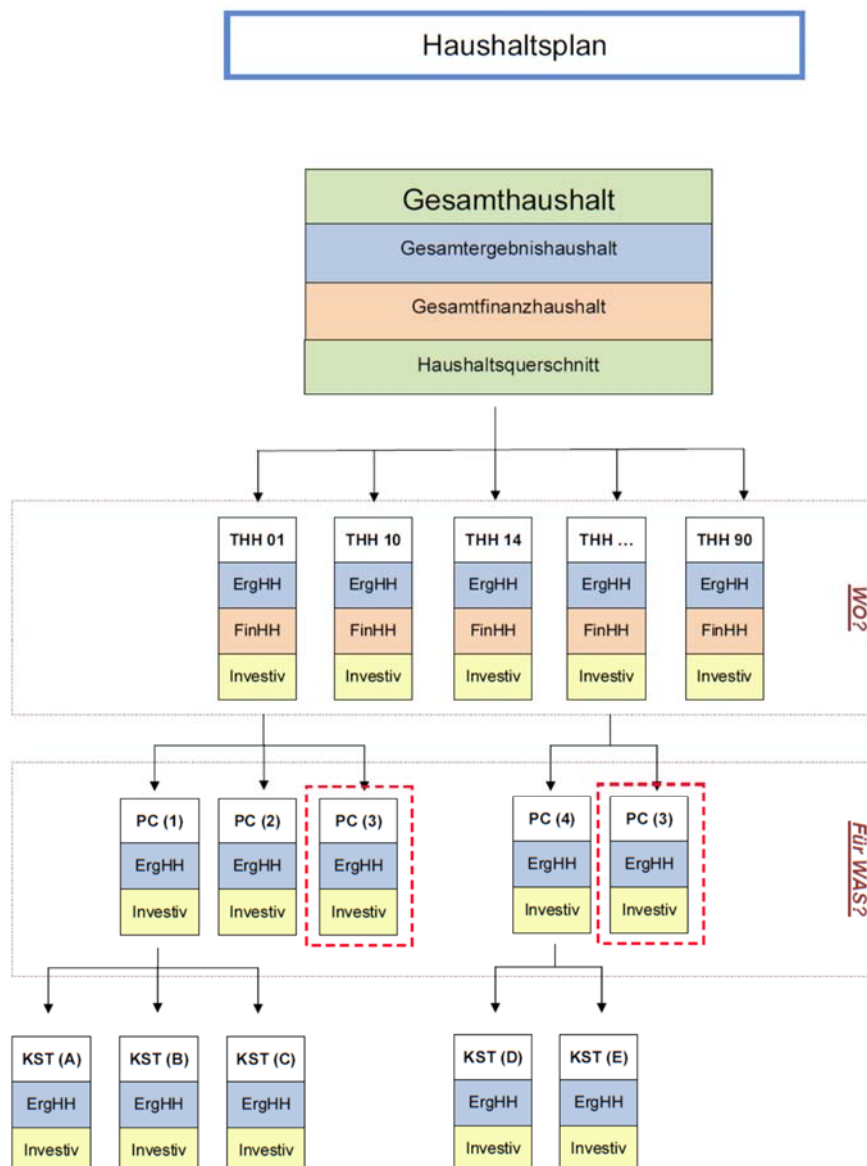 Haushaltsplan
Gesamthaushalt
Gesamtergebnishaushalt
Gesamtfinanzhaushalt
Haushaltsquerschnitt
THH 01 THH 10 THH 14 THH ... THH 90
ErgHH ErgHH ErgHH ErgHH ErgHH
FinHH FinHH FinHH FinHH FinHH
Investiv Investiv Investiv Investiv Investiv
WO?
PC (1) PC (2) PC (3) PC (4) PC (3)
ErgHH ErgHH ErgHH ErgHH ErgHH
Investiv Investiv Investiv Investiv Investiv
Für WAS?
KST (A) KST (B) KST (C) KST (D) KST (E)
ErgHH ErgHH ErgHH ErgHH ErgHH
Investiv Investiv Investiv Investiv Investiv